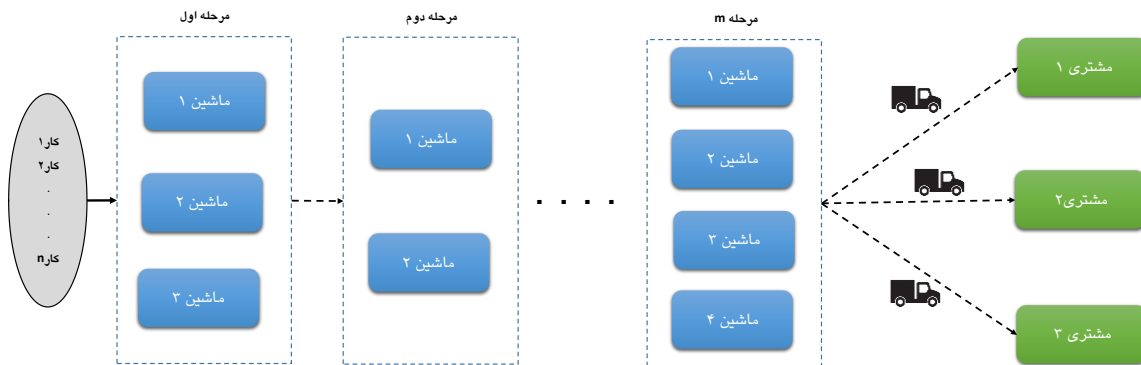 مرحله اول
مرحله دوم
مرحله m
کار۱
کار۲
.
.
.
کارn
ماشین ۱
ماشین ۲
ماشین ۳
ماشین ۱
ماشین ۲
. . . .
ماشین ۱
ماشین ۲
ماشین ۳
ماشین ۴
مشتری ۱
مشتری۲
مشتری ۳